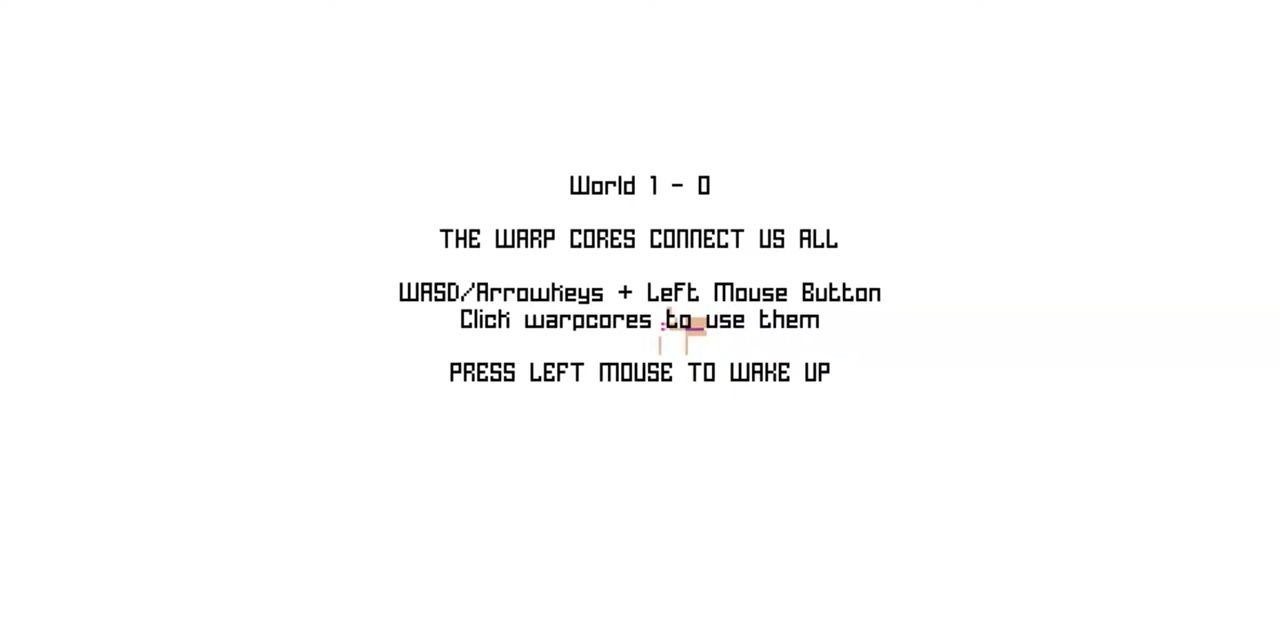 World 1 - 0
THE WARP CORES CONNECT US ALL
WASD/Arrowkeys + Left Mouse Button
Click warpcores to use them
PRESS LEFT MOUSE TO WAKE UP